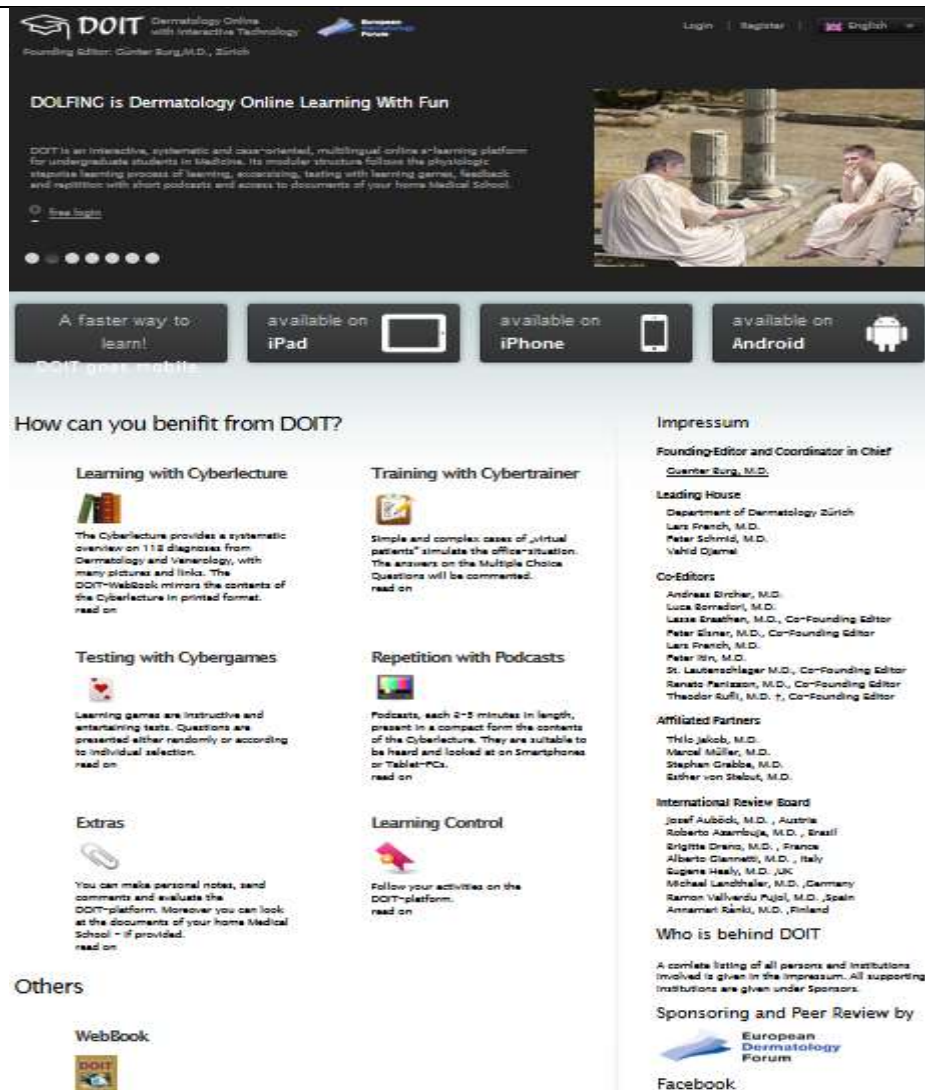 DOIT Dermatology Online
with Interactive Technology
European
Dermatology
Forum
Login | Register | English
Founding Editor: Günter Burg,M.D., Zürich
DOLFING is Dermatology Online Learning With Fun
DOIT is an interactive, systematic and case-oriented, multilingual online e-learning platform
for undergraduate students in Medicine. Its modular structure follows the physiologic
stepwise learning process of learning, excersising, testing with learning games, feedback
and repitition with short podcasts and access to documents of your home Medical School.
free login
A faster way to
learn!
DOIT goes mobile
available on
iPad
available on
iPhone
available on
Android
How can you benifit from DOIT?
Learning with Cyberlecture
The Cyberlecture provides a systematic
overview on 118 diagnoses from
Dermatology and Venerology, with
many pictures and links. The
DOIT-WebBook mirrors the contents of
the Cyberlecture in printed format.
read on
Training with Cybertrainer
Simple and complex cases of „virtual
patients“ simulate the office-situation.
The answers on the Multiple Choice
Questions will be commented.
read on
Testing with Cybergames
Learning games are instructive and
entertaining tests. Questions are
presented either randomly or according
to individual selection.
read on
Repetition with Podcasts
Podcasts, each 2-5 minutes in length,
present in a compact form the contents
of the Cyberlecture. They are suitable to
be heard and looked at on Smartphones
or Tablet-PCs.
read on
Extras
You can make personal notes, send
comments and evaluate the
DOIT-platform. Moreover you can look
at the documents of your home Medical
School - if provided.
read on
Learning Control
Follow your activities on the
DOIT-platform.
read on
Others
WebBook
DOIT
Impressum
Founding-Editor and Coordinator in Chief
Guenter Burg, M.D.
Leading House
Department of Dermatology Zürich
Lars French, M.D.
Peter Schmid, M.D.
Vahid Djamei
Co-Editors
Andreas Bircher, M.D.
Luca Borradori, M.D.
Lasse Braathen, M.D., Co-Founding Editor
Peter Elsner, M.D., Co-Founding Editor
Lars French, M.D.
Peter Itin, M.D.
St. Lautenschlager M.D., Co-Founding Editor
Renato Panizzon, M.D., Co-Founding Editor
Theodor Rufli, M.D. †, Co-Founding Editor
Affiliated Partners
Thilo Jakob, M.D.
Marcel Müller, M.D.
Stephan Grabbe, M.D.
Esther von Stebut, M.D.
International Review Board
Josef Auböck, M.D. , Austria
Roberto Azambuja, M.D. , Brasil
Brigitte Dreno, M.D. , France
Alberto Giannetti, M.D. , Italy
Eugene Healy, M.D. ,UK
Michael Landthaler, M.D. ,Germany
Ramon Vallverdu Pujol, M.D. ,Spain
Annamari Ranki, M.D. ,Finland
Who is behind DOIT
A comlete listing of all persons and institutions
involved is given in the Impressum. All supporting
institutions are given under Sponsors.
Sponsoring and Peer Review by
European
Dermatology
Forum
Facebook